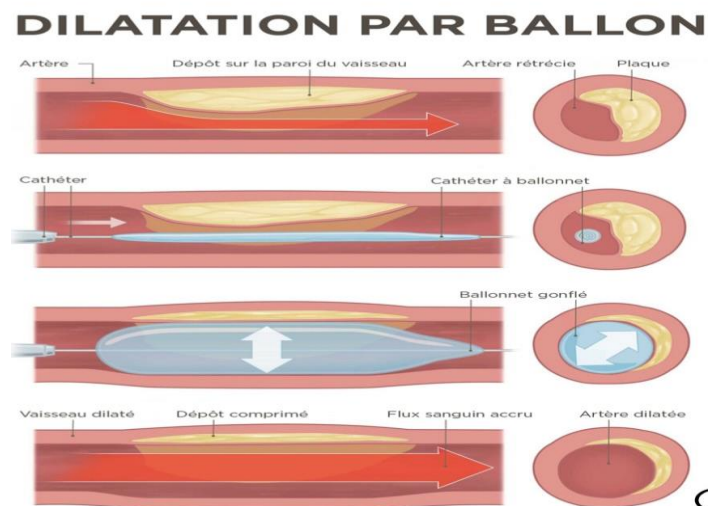 DILATATION PAR BALLON
Artère
Dépôt sur la paroi du vaisseau
Artère rétrécie
Plaque
Cathéter
Cathéter à ballonnet
Ballonnet gonflé
Vaisseau dilaté
Dépôt comprimé
Flux sanguin accru
Artère dilatée